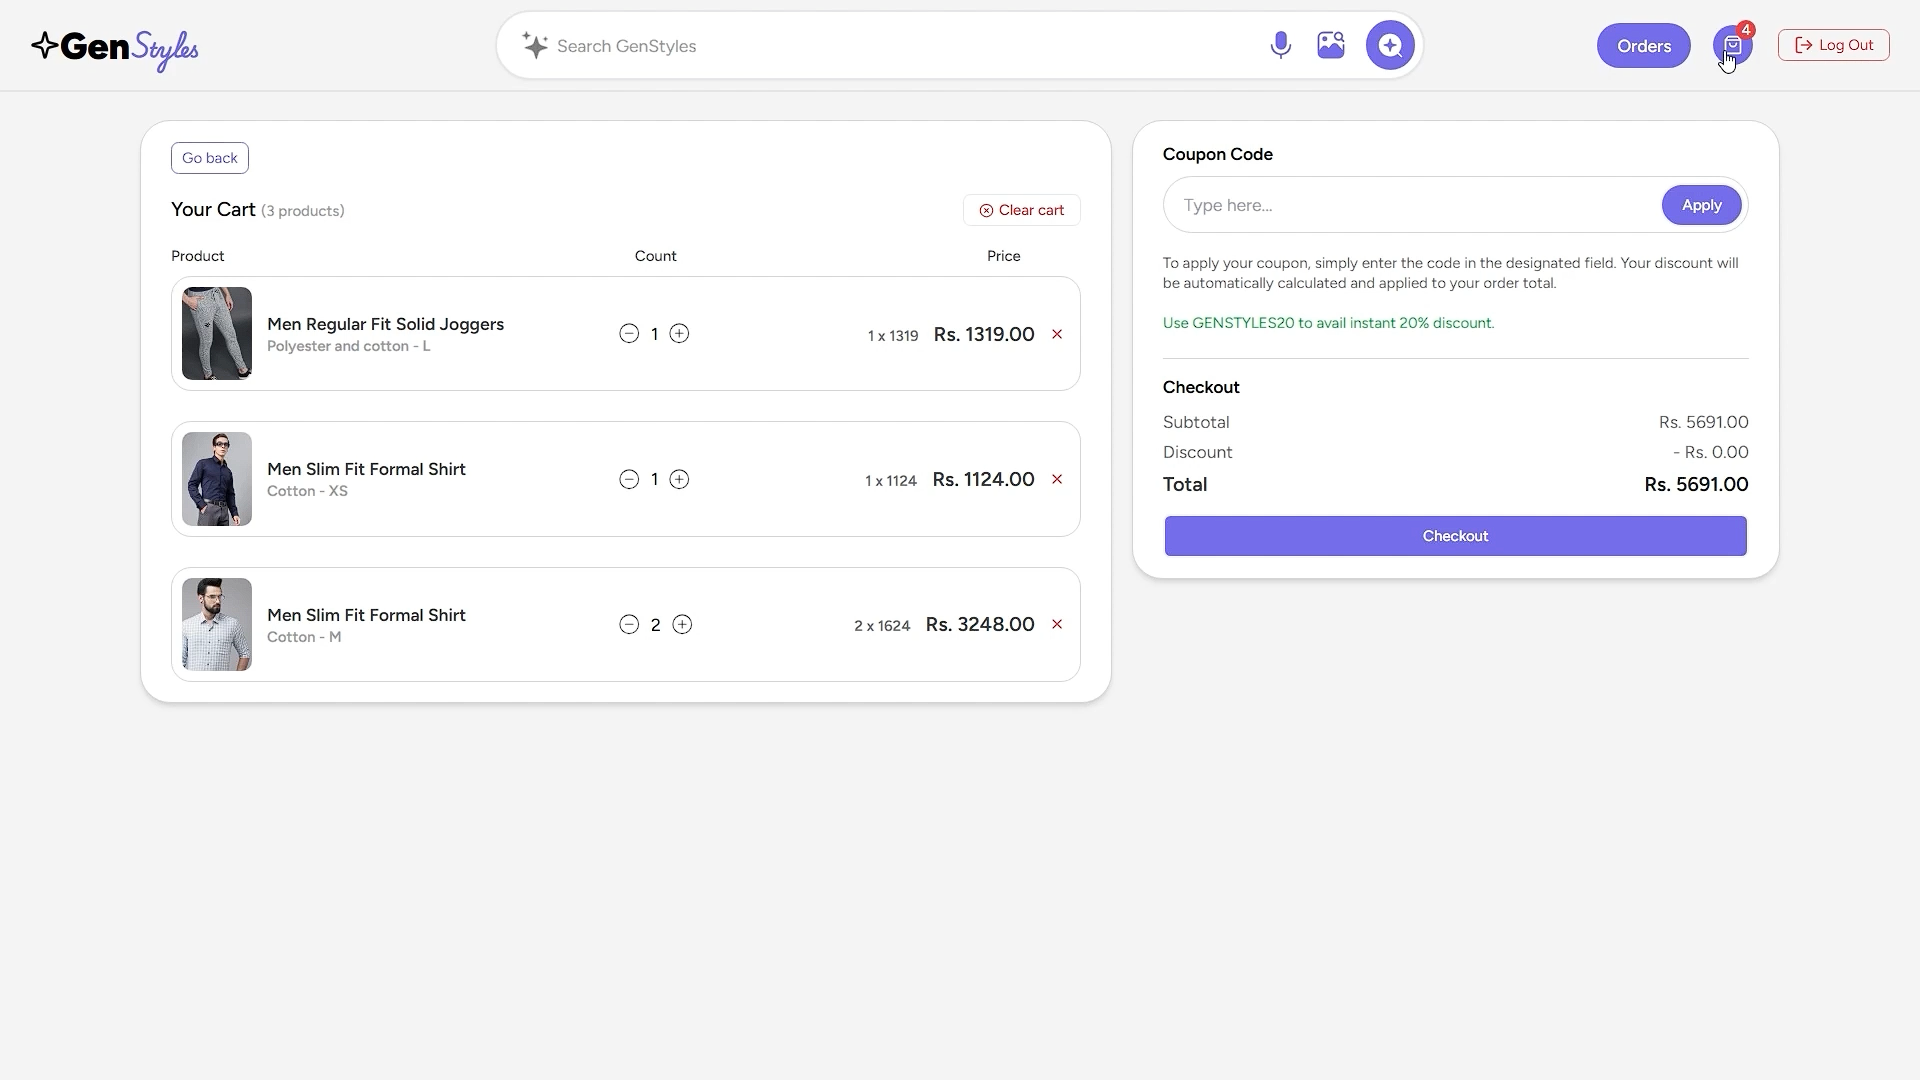 GenStyles
Search GenStyles
Orders
4
Log Out
Go back
Your Cart (3 products)
Clear cart
Product Count Price
Men Regular Fit Solid Joggers
Polyester and cotton - L
1
1 x 1319 Rs. 1319.00
Men Slim Fit Formal Shirt
Cotton - XS
1
1 x 1124 Rs. 1124.00
Men Slim Fit Formal Shirt
Cotton - M
2
2 x 1624 Rs. 3248.00
Coupon Code
Type here...
Apply
To apply your coupon, simply enter the code in the designated field. Your discount will
be automatically calculated and applied to your order total.
Use GENSTYLES20 to avail instant 20% discount.
Checkout
Subtotal Rs. 5691.00
Discount - Rs. 0.00
Total Rs. 5691.00
Checkout